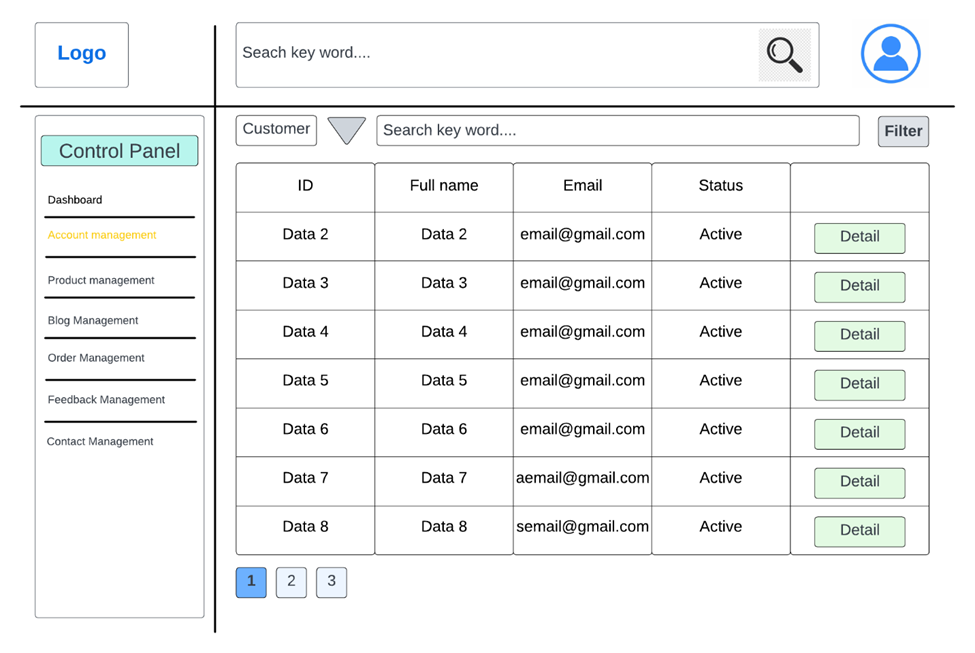 Logo
Seach key word....
Control Panel
Dashboard
Account management
Product management
Blog Management
Order Management
Feedback Management
Contact Management
Customer
Search key word....
Filter
ID Full name Email Status
Data 2 Data 2 email@gmail.com Active Detail
Data 3 Data 3 email@gmail.com Active Detail
Data 4 Data 4 email@gmail.com Active Detail
Data 5 Data 5 email@gmail.com Active Detail
Data 6 Data 6 email@gmail.com Active Detail
Data 7 Data 7 aemail@gmail.com Active Detail
Data 8 Data 8 semail@gmail.com Active Detail
1 2 3